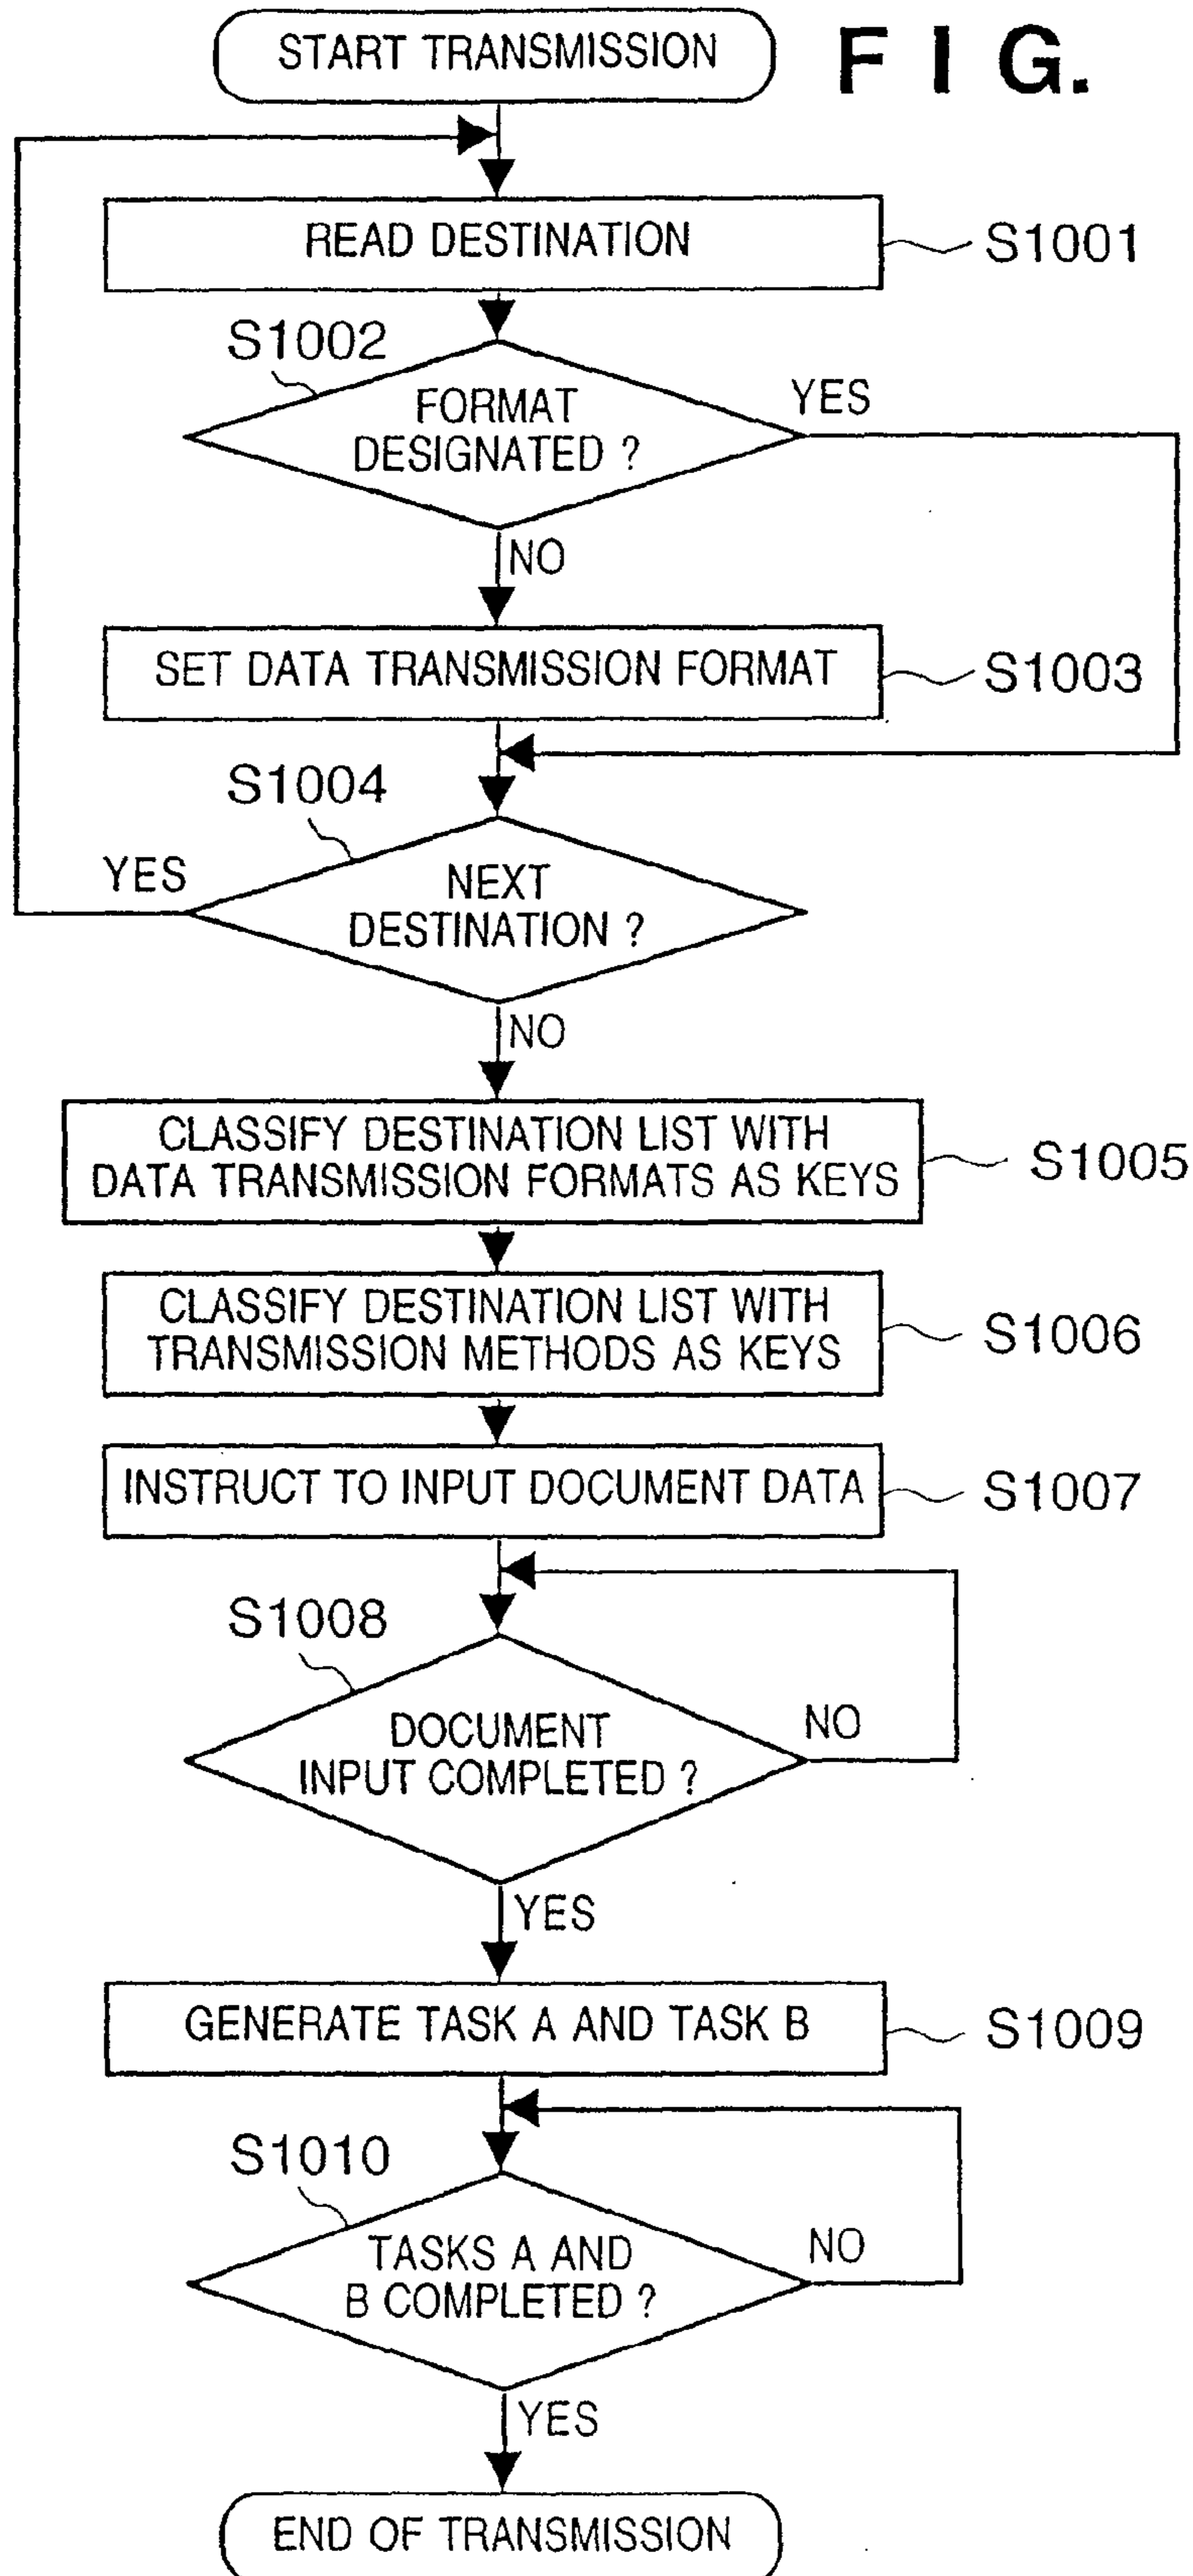 START TRANSMISSION
FIG.
READ DESTINATION
S1001
S1002
FORMAT
DESIGNATED ?
YES
NO
SET DATA TRANSMISSION FORMAT
S1003
S1004
YES
NEXT
DESTINATION ?
NO
CLASSIFY DESTINATION LIST WITH
DATA TRANSMISSION FORMATS AS KEYS
S1005
CLASSIFY DESTINATION LIST WITH
TRANSMISSION METHODS AS KEYS
S1006
INSTRUCT TO INPUT DOCUMENT DATA
S1007
S1008
DOCUMENT
INPUT COMPLETED ?
NO
YES
GENERATE TASK A AND TASK B
S1009
S1010
TASKS A AND
B COMPLETED ?
NO
YES
END OF TRANSMISSION